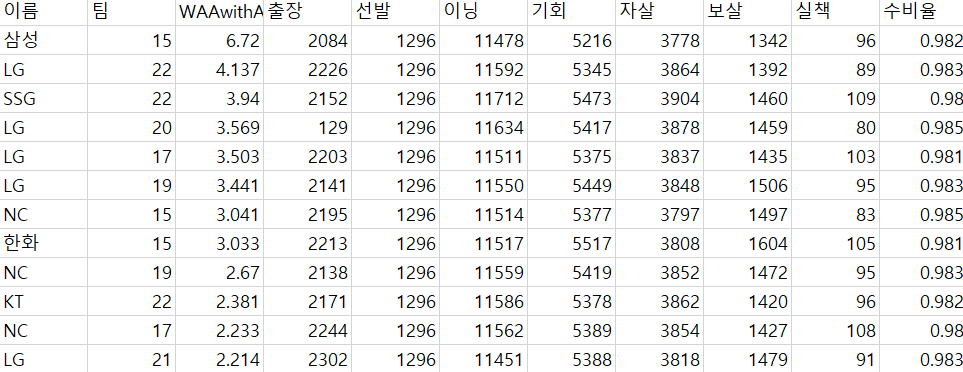 이름 팀 WAAwithA 출장 선발 이닝 기회 자살 보살 실책 수비율
삼성 15 6.72 2084 1296 11478 5216 3778 1342 96 0.982
LG 22 4.137 2226 1296 11592 5345 3864 1392 89 0.983
SSG 22 3.94 2152 1296 11712 5473 3904 1460 109 0.98
LG 20 3.569 129 1296 11634 5417 3878 1459 80 0.985
LG 17 3.503 2203 1296 11511 5375 3837 1435 103 0.981
LG 19 3.441 2141 1296 11550 5449 3848 1506 95 0.983
NC 15 3.041 2195 1296 11514 5377 3797 1497 83 0.985
한화 15 3.033 2213 1296 11517 5517 3808 1604 105 0.981
NC 19 2.67 2138 1296 11559 5419 3852 1472 95 0.983
KT 22 2.381 2171 1296 11586 5378 3862 1420 96 0.982
NC 17 2.233 2244 1296 11562 5389 3854 1427 108 0.98
LG 21 2.214 2302 1296 11451 5388 3818 1479 91 0.983